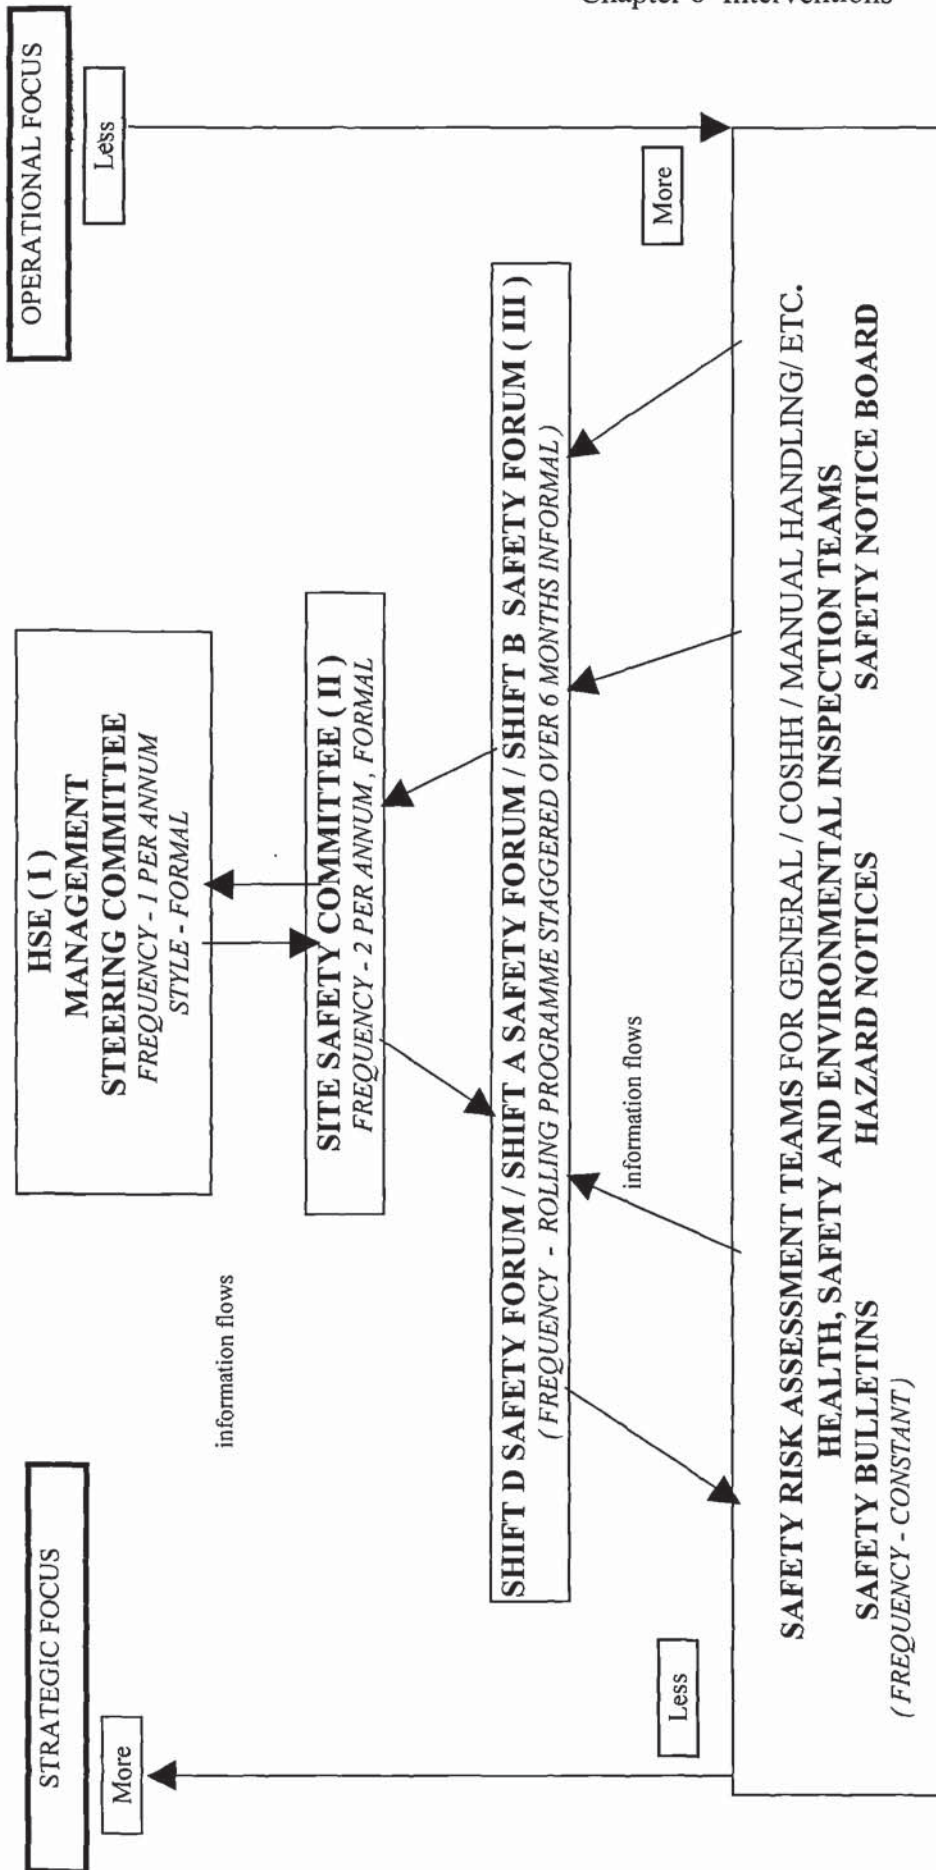 Chapter 6 Interventions
STRATEGIC FOCUS
OPERATIONAL FOCUS
More
Less
HSE ( I )
MANAGEMENT
STEERING COMMITTEE
FREQUENCY - 1 PER ANNUM
STYLE - FORMAL
information flows
SITE SAFETY COMMITTEE ( II )
FREQUENCY - 2 PER ANNUM , FORMAL
SHIFT D SAFETY FORUM / SHIFT A SAFETY FORUM / SHIFT B SAFETY FORUM ( III )
( FREQUENCY - ROLLING PROGRAMME STAGGERED OVER 6 MONTHS INFORMAL )
information flows
Less
More
SAFETY RISK ASSESSMENT TEAMS FOR GENERAL / COSHH / MANUAL HANDLING/ ETC.
HEALTH, SAFETY AND ENVIRONMENTAL INSPECTION TEAMS
SAFETY BULLETINS HAZARD NOTICES SAFETY NOTICE BOARD
( FREQUENCY - CONSTANT )